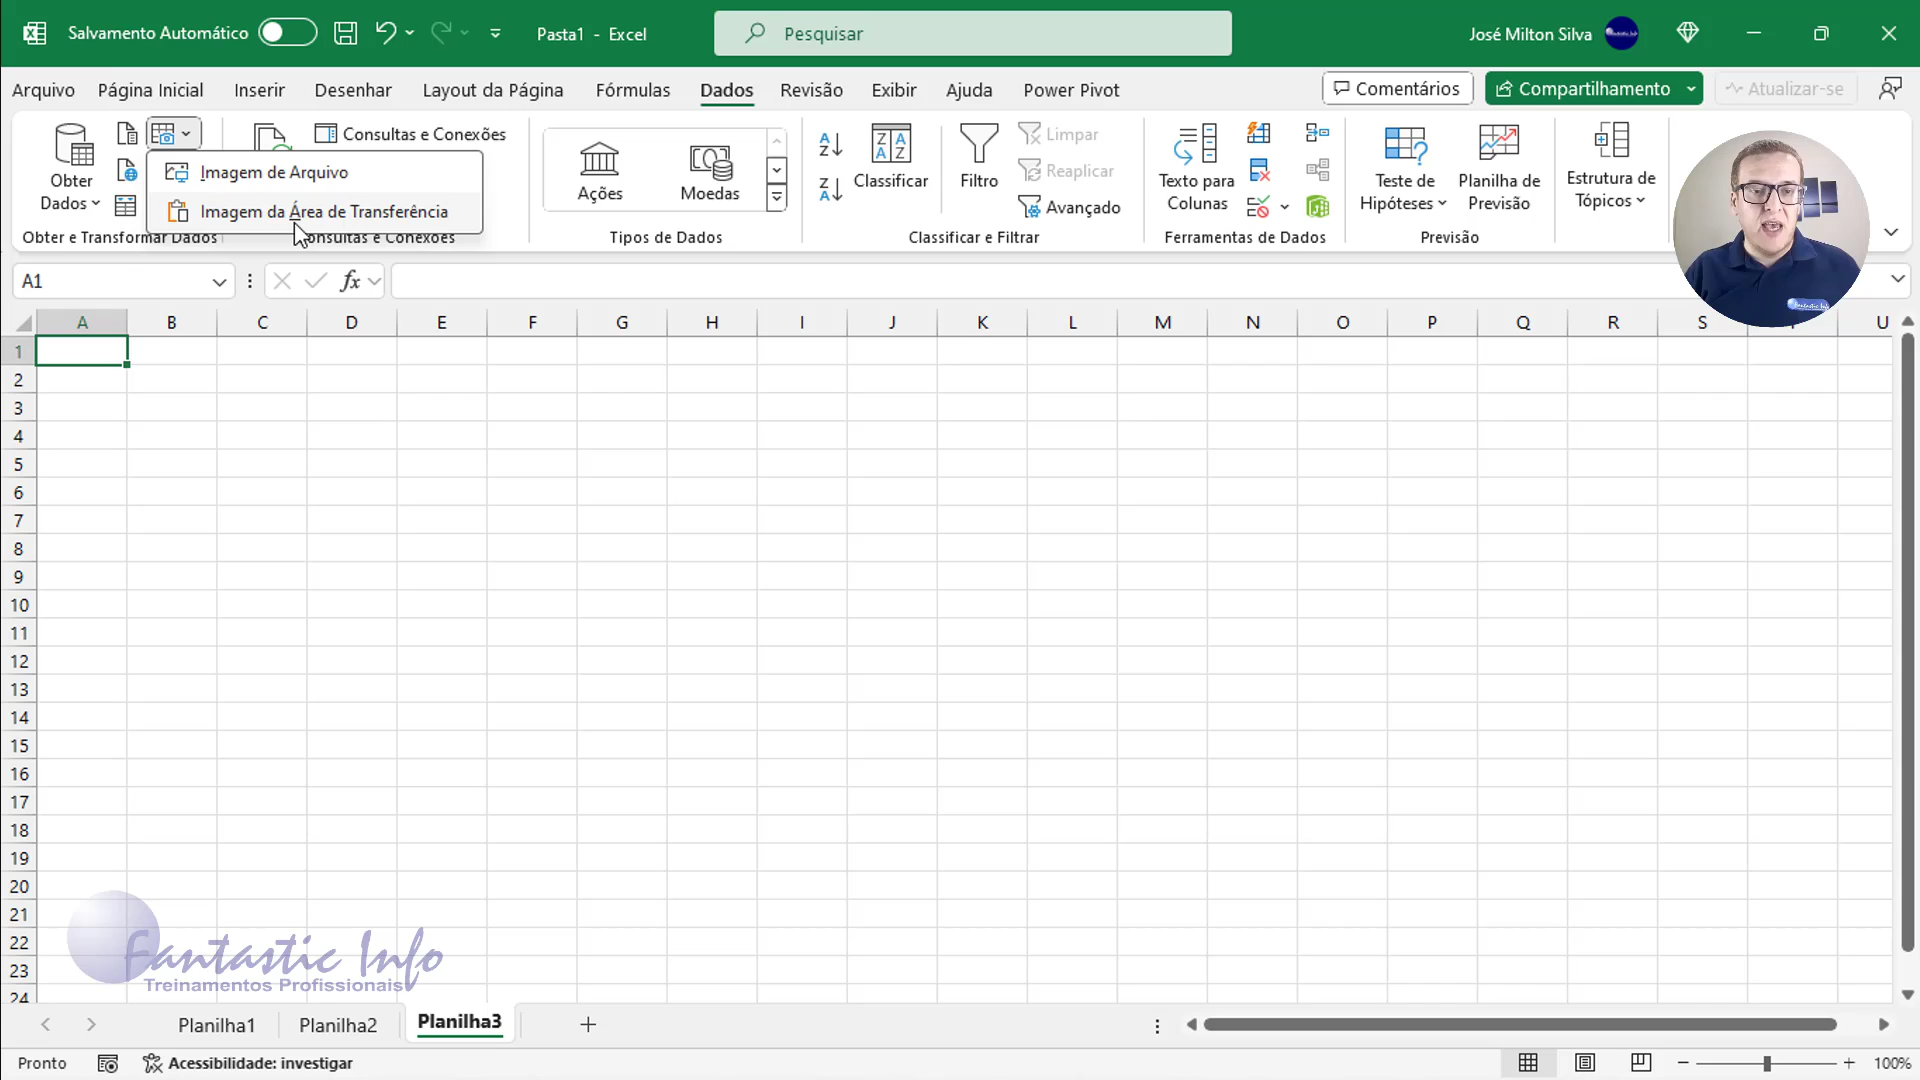 Salvamento Automático
Pasta1 - Excel
Pesquisar
José Milton Silva
Arquivo
Página Inicial
Inserir
Desenhar
Layout da Página
Fórmulas
Dados
Revisão
Exibir
Ajuda
Power Pivot
Comentários
Compartilhamento
Atualizar-se
Obter
Dados
Consultas e Conexões
Imagem de Arquivo
Imagem da Área de Transferência
Obter e Transformar Dados
Consultas e Conexões
Ações
Moedas
Tipos de Dados
Classificar
Filtro
Limpar
Reaplicar
Avançado
Classificar e Filtrar
Texto para
Colunas
Ferramentas de Dados
Teste de
Hipóteses
Planilha de
Previsão
Previsão
Estrutura de
Tópicos
Fantastic Info
A1
fx
A B C D E F G H I J K L M N O P Q R S U
1
2
3
4
5
6
7
8
9
10
11
12
13
14
15
16
17
18
19
20
21
22
23
24
Fantastic Info
Treinamentos Profissionais
Planilha1
Planilha2
Planilha3
Pronto
Acessibilidade: investigar
100%